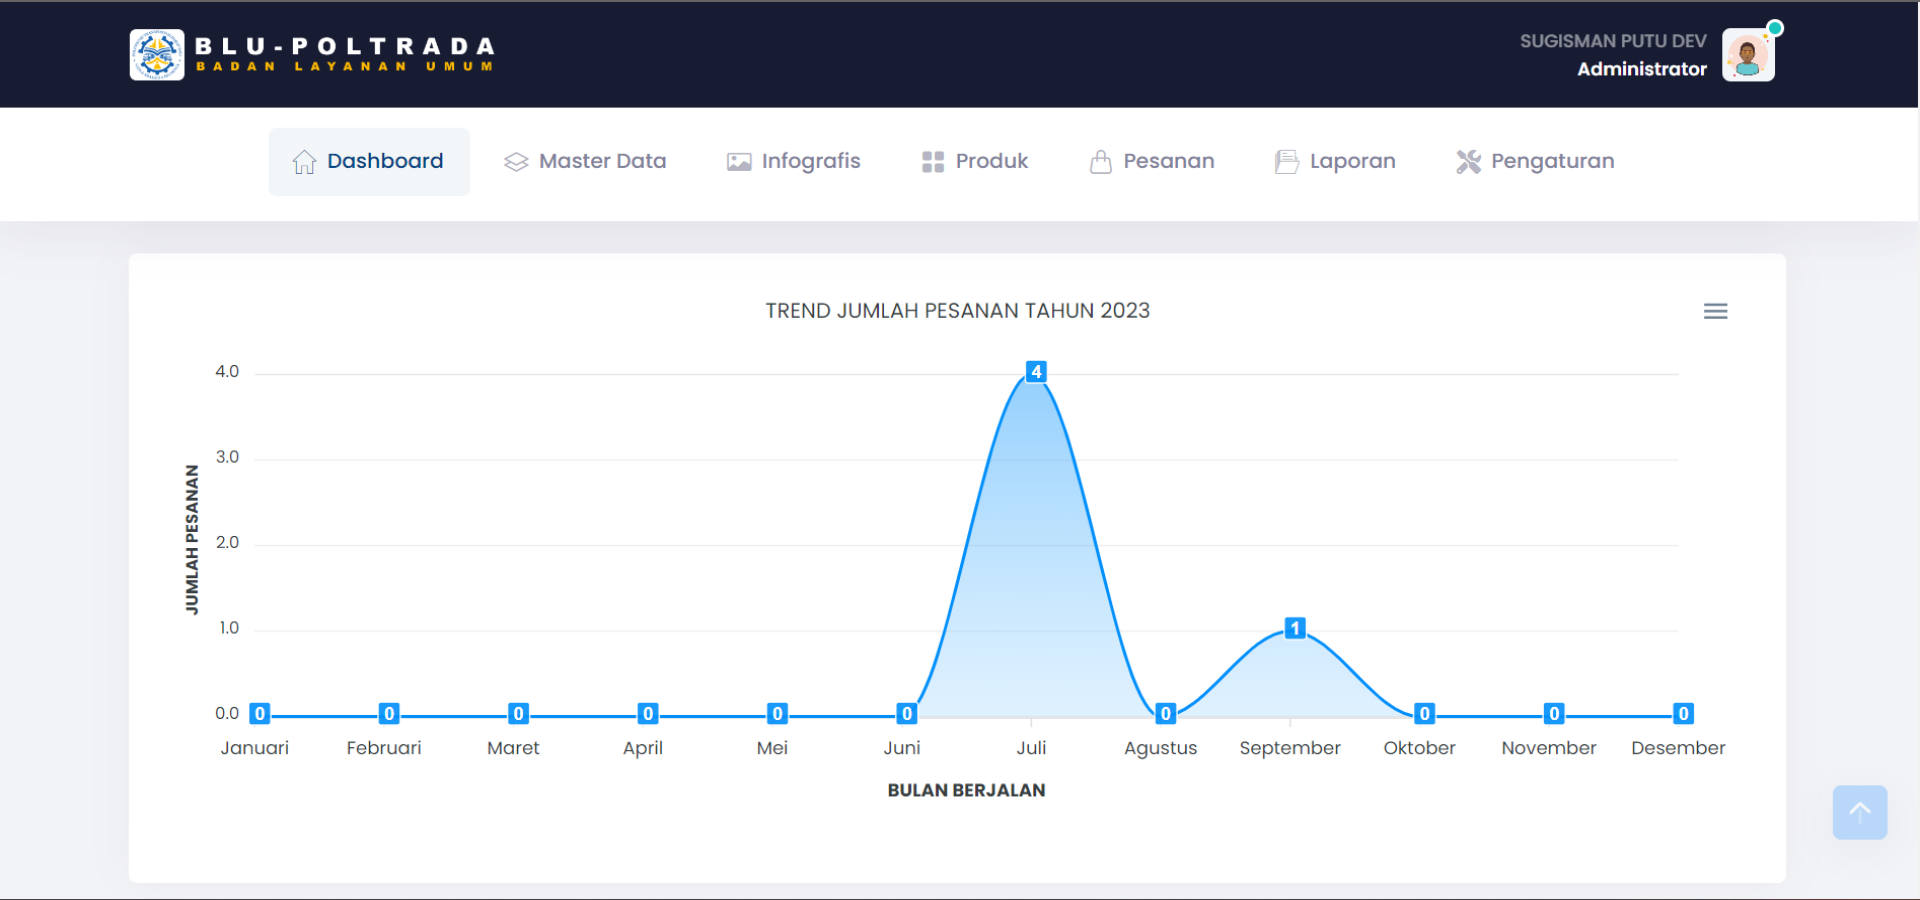 BLU-POLTRADA
BADAN LAYANAN UMUM
SUGISMAN PUTU DEV
Administrator
Dashboard
Master Data
Infografis
Produk
Pesanan
Laporan
Pengaturan
TREND JUMLAH PESANAN TAHUN 2023
JUMLAH PESANAN
4.0
3.0
2.0
1.0
0.0
0 0 0 0 0 0 4 0 1 0 0 0
Januari Februari Maret April Mei Juni Juli Agustus September Oktober November Desember
BULAN BERJALAN